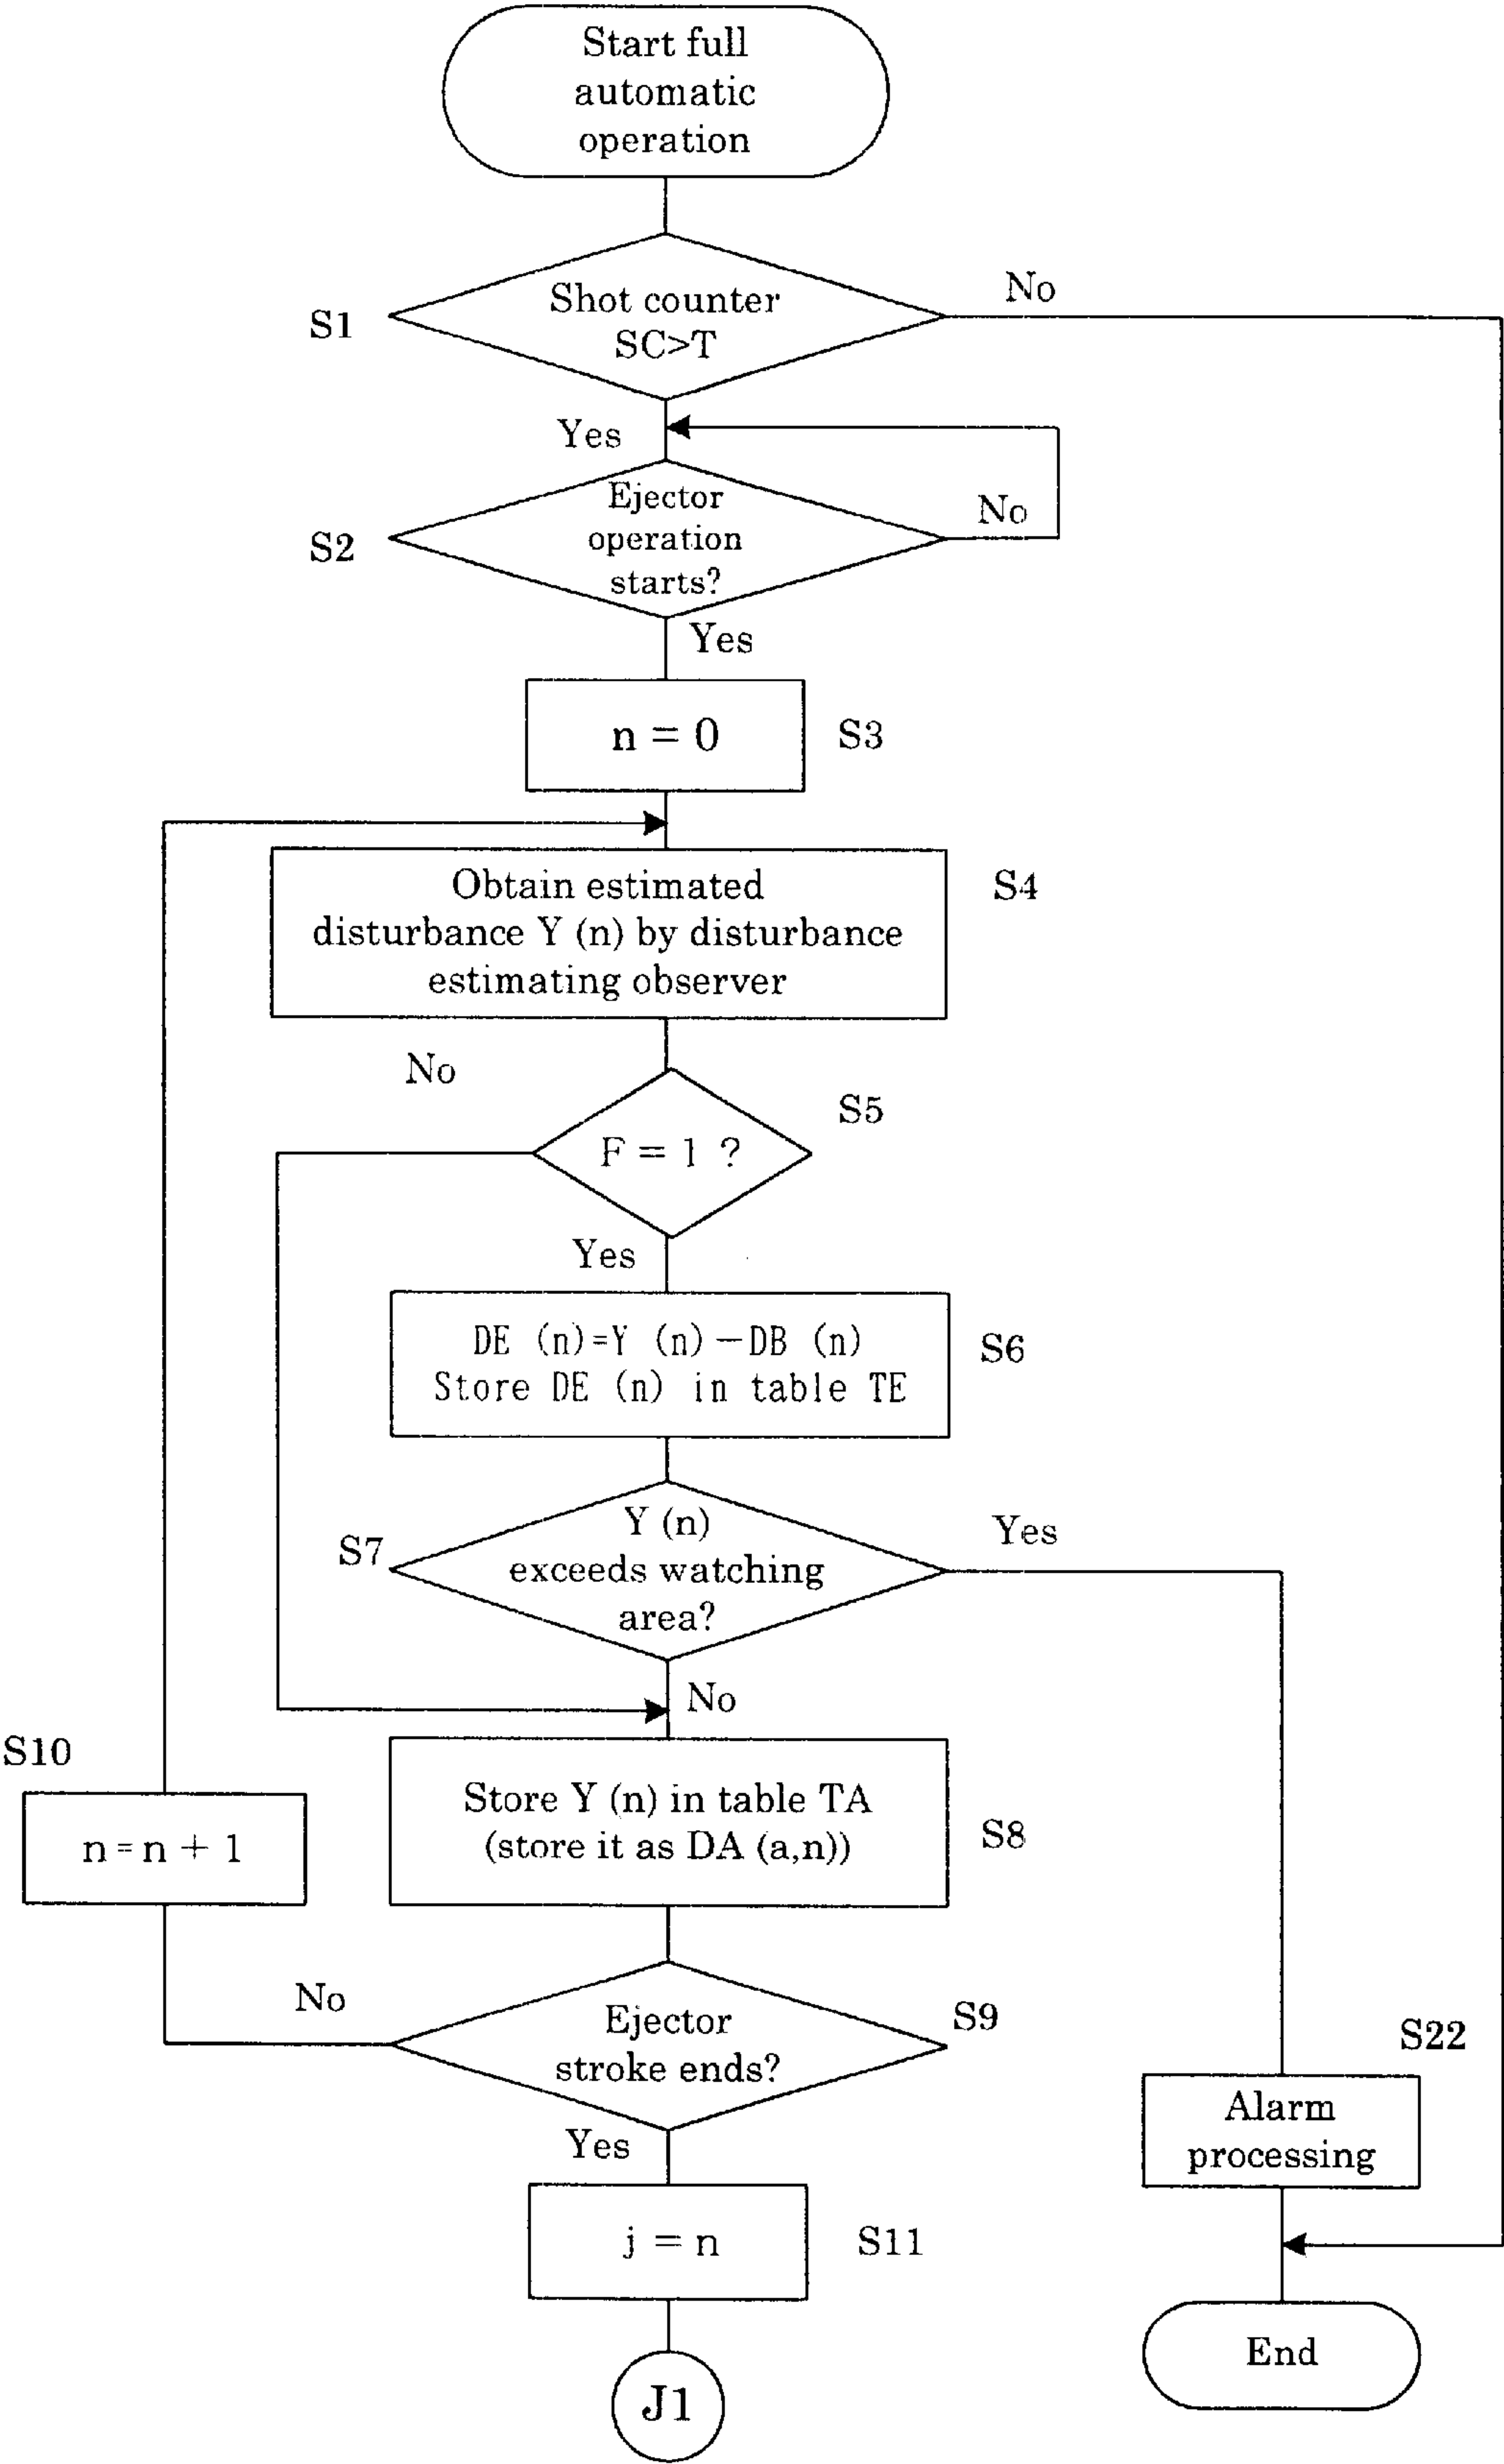 Start full
automatic
operation
No
Shot counter
S1
SC>T
Yes
Ejector
No
operation
S2
starts?
Yes
n = 0
S3
Obtain estimated
S4
disturbance Y (n) by disturbance
estimating observer
No
S5
F = 1 ?
Yes
DE (n)=Y (n)－DB (n)
S6
Store DE (n) in table TE
Y (n)
Yes
S7
exceeds watching
area?
No
S10
Store Y (n) in table TA
S8
(store it as DA (a,n))
n = n + 1
No
S9
Ejector
stroke ends?
S22
Alarm
processing
Yes
j = n
S11
End
J1